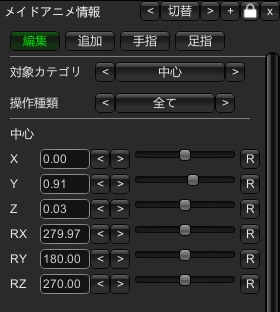 メイドアニメ情報 < 切替 > + x
編集 追加 手指 足指
対象カテゴリ < 中心 >
操作種類 < 全て >
中心
X 0.00 < > R
Y 0.91 < > R
Z 0.03 < > R
RX 279.97 < > R
RY 180.00 < > R
RZ 270.00 < > R